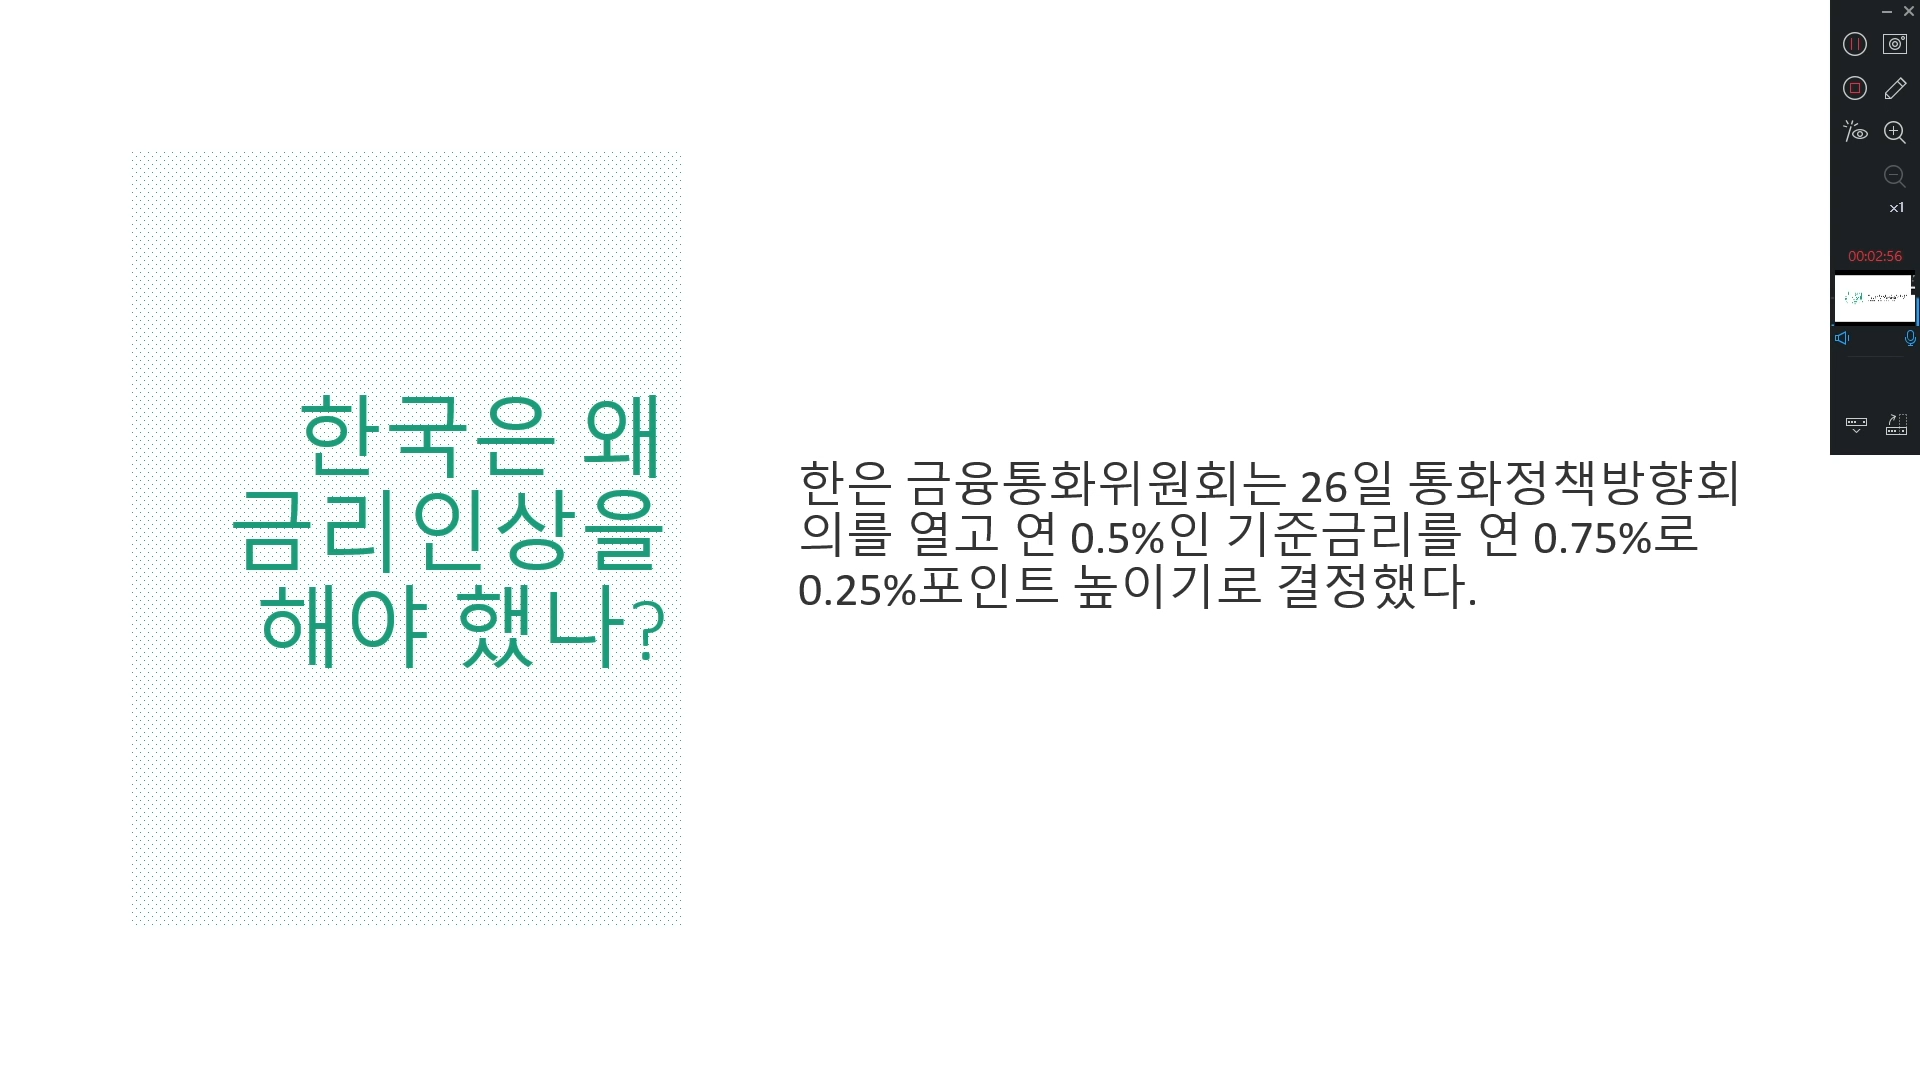 한국은 왜
금리인상을
해야 했나?
한은 금융통화위원회는 26일 통화정책방향회
의를 열고 연 0.5%인 기준금리를 연 0.75%로
0.25%포인트 높이기로 결정했다.
x1
00:02:56